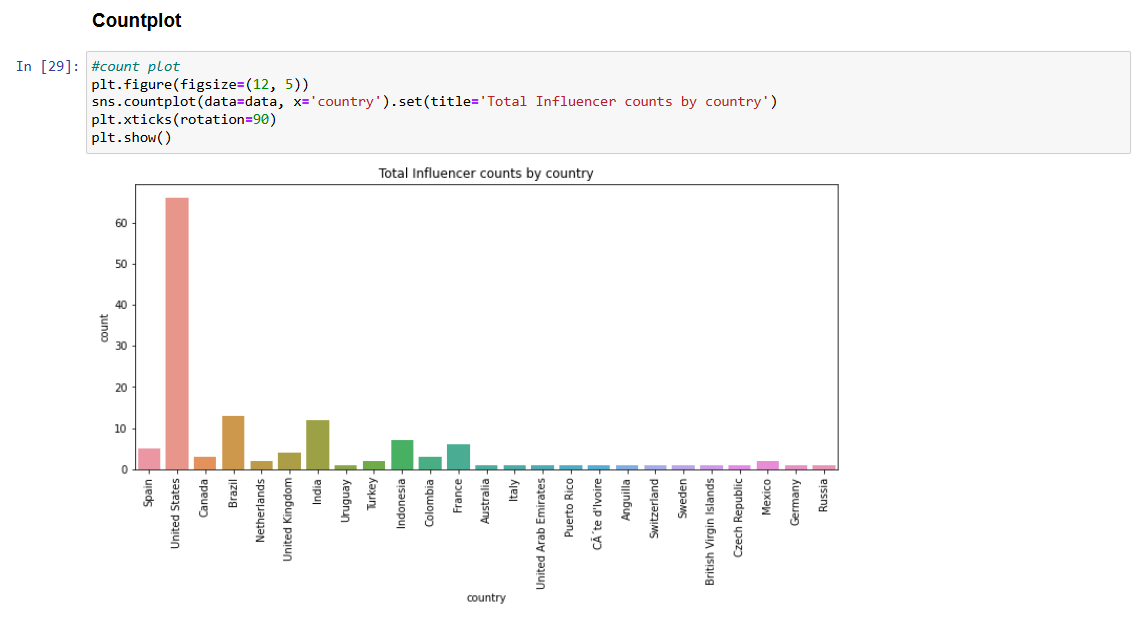 Countplot
In [29]: #count plot
plt.figure(figsize=(12, 5))
sns.countplot(data=data, x='country').set(title='Total Influencer counts by country')
plt.xticks(rotation=90)
plt.show()
Total Influencer counts by country
60
50
40
30
20
10
0
count
Spain
United States
Canada
Brazil
Netherlands
United Kingdom
India
Uruguay
Turkey
Indonesia
Colombia
France
Australia
Italy
United Arab Emirates
Puerto Rico
CÃ´te d'Ivoire
Anguilla
Switzerland
Sweden
British Virgin Islands
Czech Republic
Mexico
Germany
Russia
country